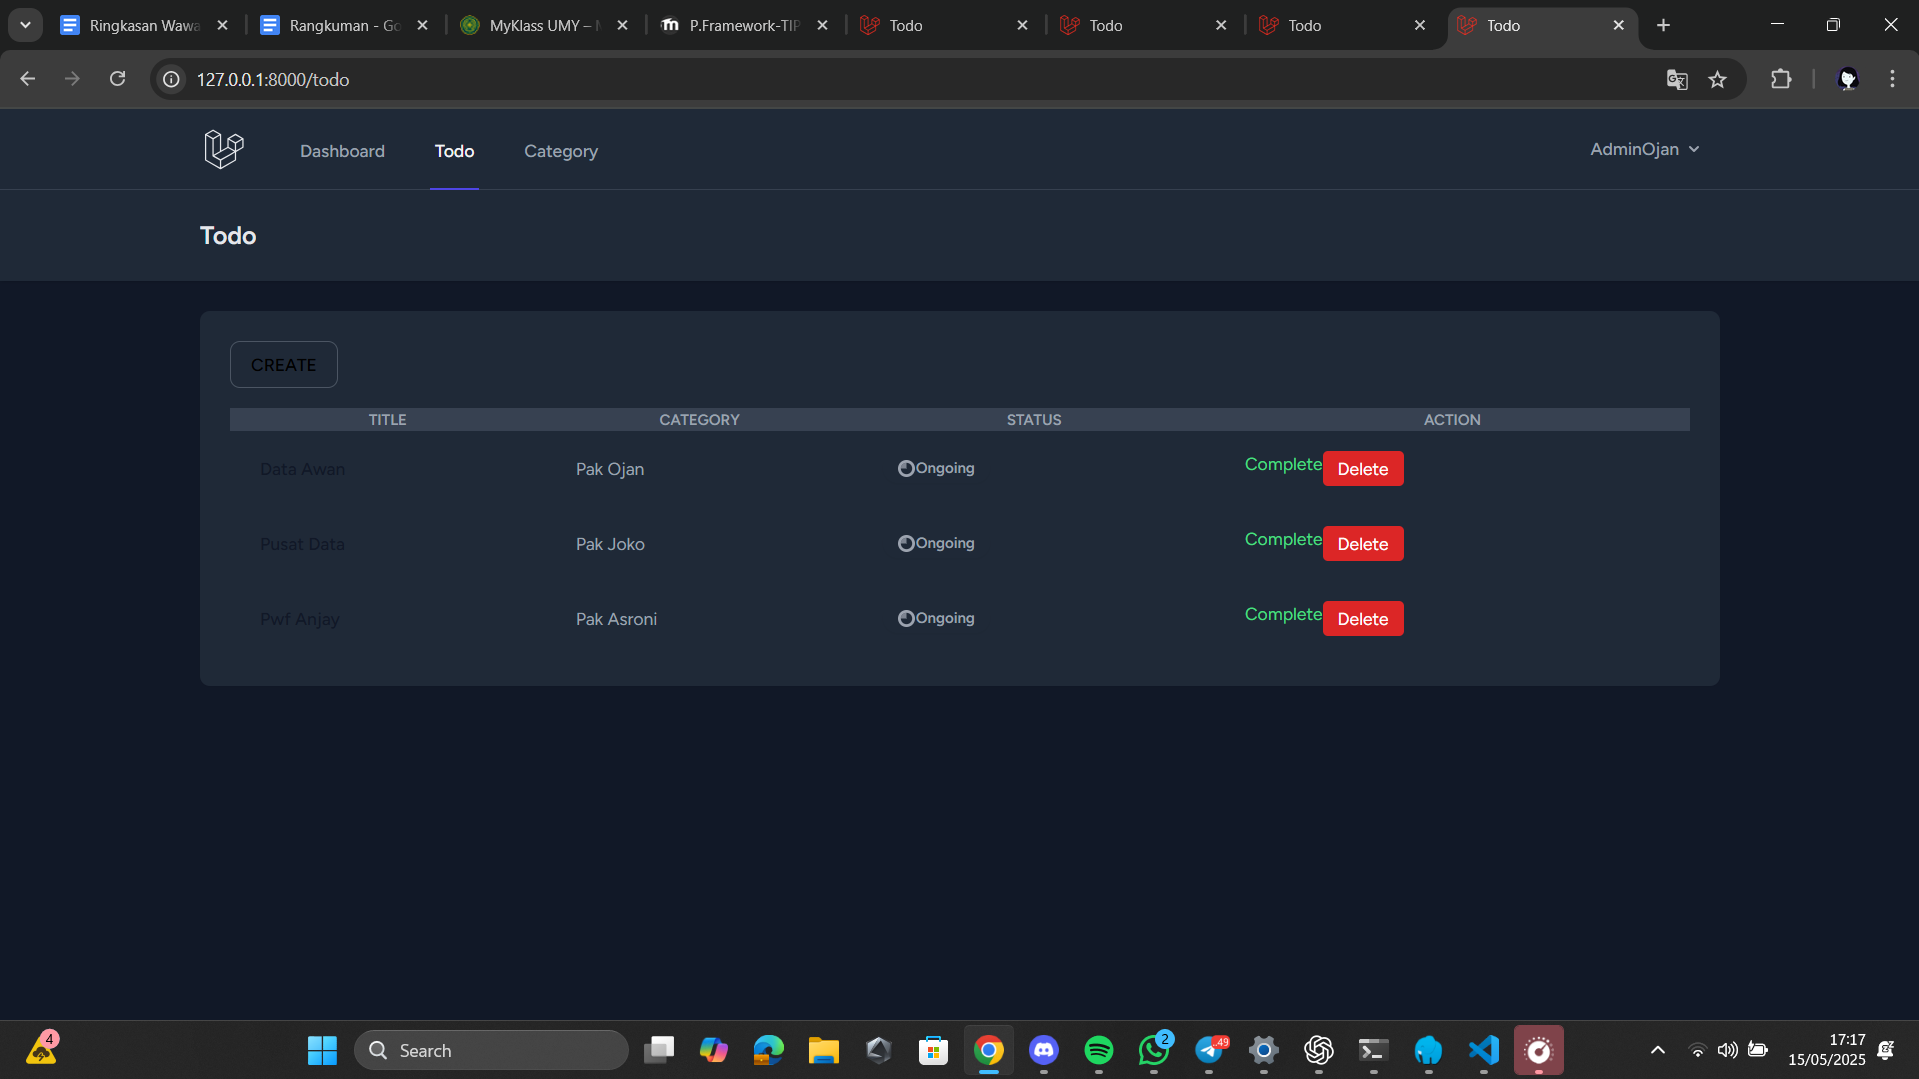 Ringkasan Wawa
Rangkuman - Go
MyKlass UMY –
P.Framework-TIP
Todo
Todo
Todo
Todo
127.0.0.1:8000/todo
Dashboard
Todo
Category
AdminOjan
Todo
CREATE
TITLE CATEGORY STATUS ACTION
Data Awan Pak Ojan Ongoing Complete Delete
Pusat Data Pak Joko Ongoing Complete Delete
Pwf Anjay Pak Asroni Ongoing Complete Delete
4
Search
2
49
17:17
15/05/2025